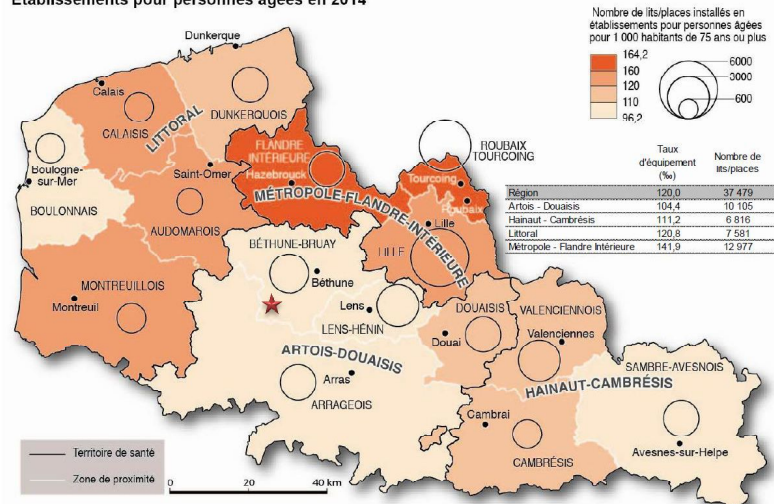 Etablissements pour personnes âgées en 2014
Nombre de lits/places installés en
établissements pour personnes âgées
pour 1 000 habitants de 75 ans ou plus
164,2
160
120
110
96,2
6000
3000
600
Taux
d'équipement
(‰)
Nombre de
lits/places
Région 120,0 37 479
Artois - Douaisis 104,4 10 105
Hainaut - Cambrésis 111,2 6 816
Littoral 120,8 7 581
Métropole - Flandre Intérieure 141,9 12 977
Dunkerque
DUNKERQUOIS
Calais
CALAISIS
LITTORAL
FLANDRE
INTÉRIEURE
Hazebrouck
ROUBAIX
TOURCOING
Tourcoing
Roubaix
Boulogne-
sur-Mer
BOULONNAIS
Saint-Omer
AUDOMAROIS
MÉTROPOLE-FLANDRE-INTÉRIEURE
Lille
LILLE
MONTREUILLOIS
Montreuil
BÉTHUNE-BRUAY
Béthune
Lens
LENS-HÉNIN
DOUAISIS
Douai
VALENCIENNOIS
Valenciennes
ARTOIS-DOUAISIS
Arras
ARRAGEOIS
HAINAUT-CAMBRÉSIS
SAMBRE-AVESNOIS
Cambrai
CAMBRÉSIS
Avesnes-sur-Helpe
Territoire de santé
Zone de proximité
0 20 40 km